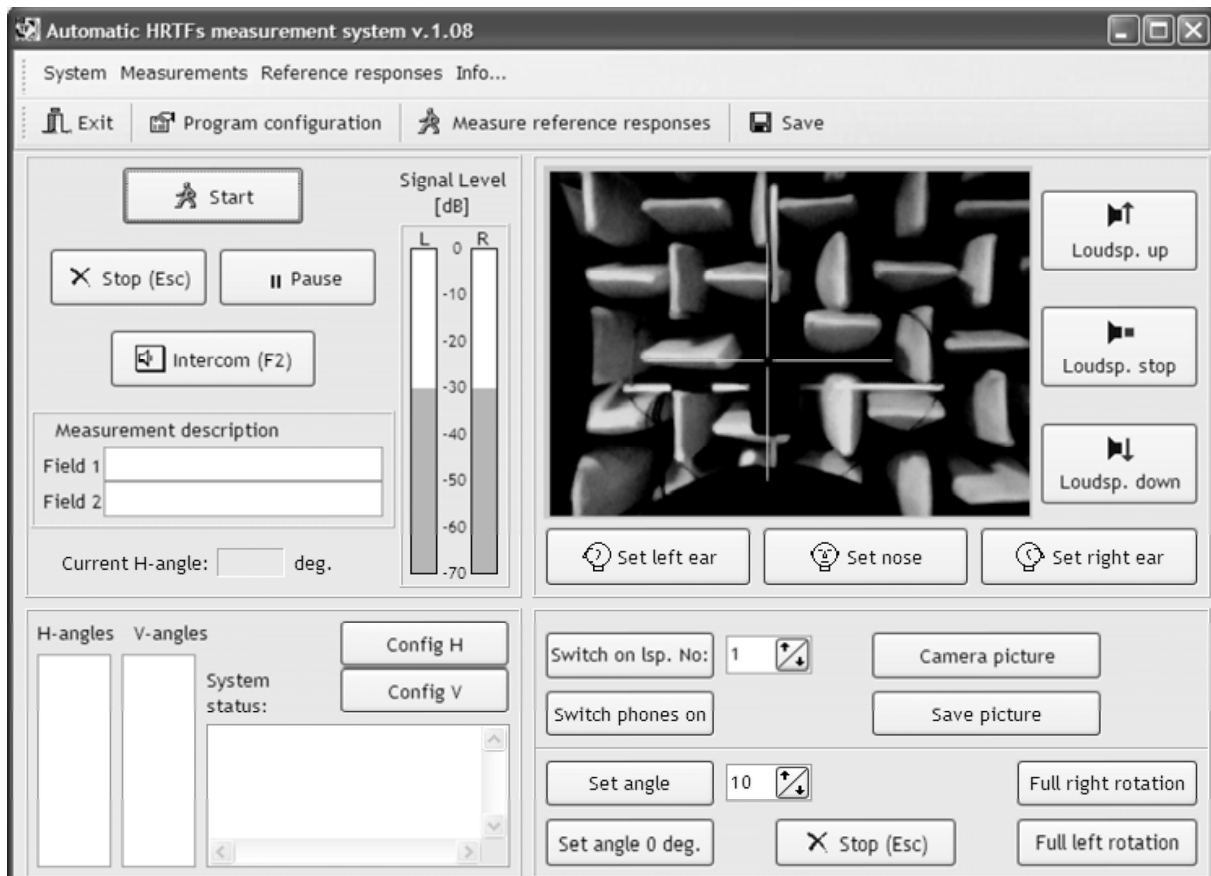 Automatic HRTFs measurement system v.1.08
System Measurements Reference responses Info...
Exit Program configuration Measure reference responses Save
Start
Signal Level
[dB]
L R
0
-10
-20
-30
-40
-50
-60
-70
Stop (Esc) Pause
Intercom (F2)
Measurement description
Field 1
Field 2
Current H-angle: deg.
Loudsp. up
Loudsp. stop
Loudsp. down
Set left ear Set nose Set right ear
H-angles V-angles
Config H
Config V
System
status:
Switch on lsp. No: 1 Camera picture
Switch phones on Save picture
Set angle 10 Full right rotation
Set angle 0 deg. Stop (Esc) Full left rotation